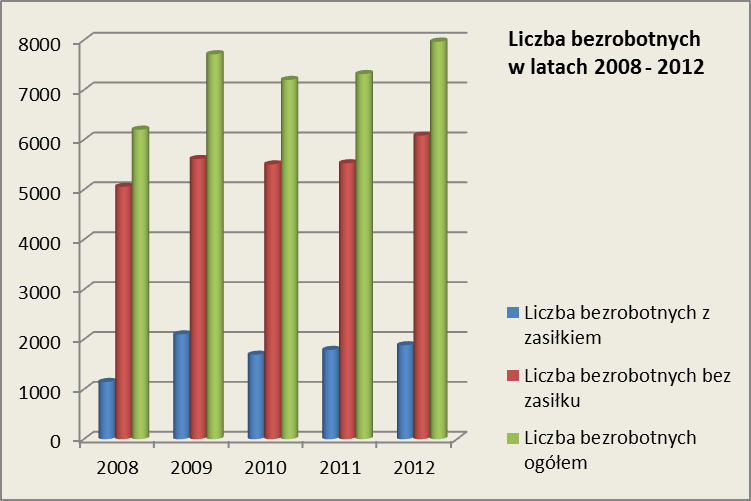 Liczba bezrobotnych
w latach 2008 - 2012
8000
7000
6000
5000
4000
3000
2000
1000
0
2008 2009 2010 2011 2012
Liczba bezrobotnych z
zasiłkiem
Liczba bezrobotnych bez
zasiłku
Liczba bezrobotnych
ogółem